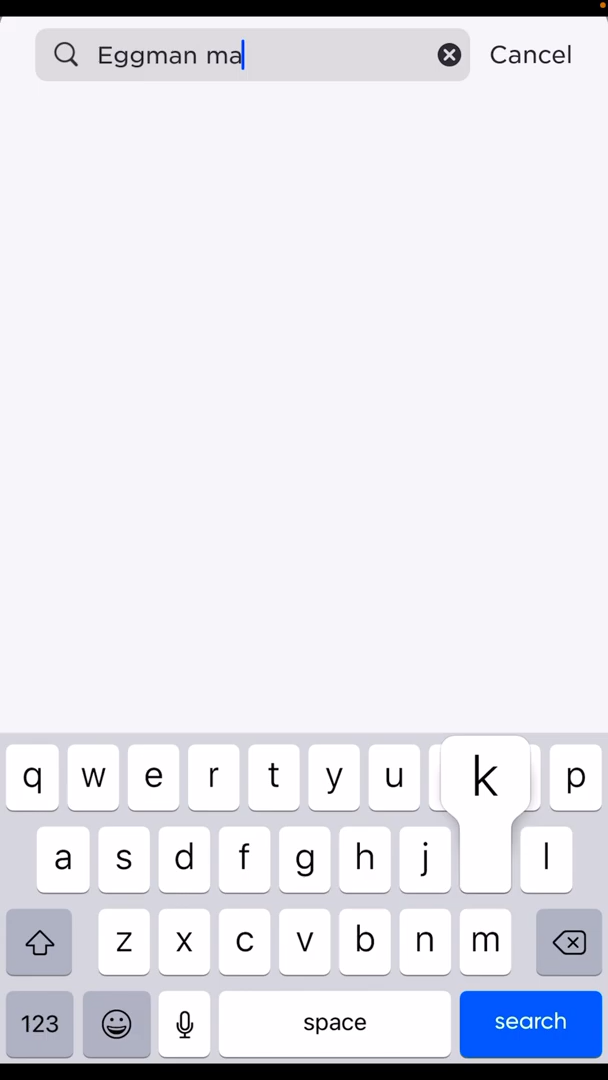 Eggman ma
Cancel
q w e r t y u k p
a s d f g h j l
z x c v b n m
123 space search